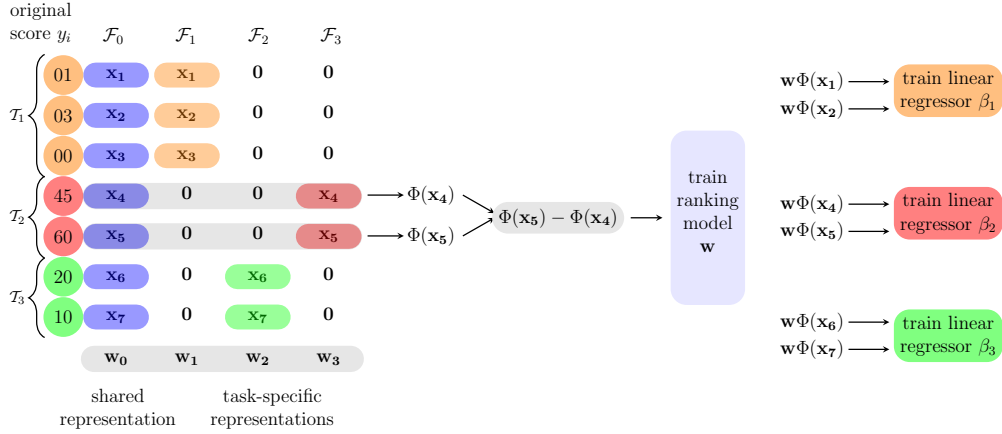 original
score y_i F_0 F_1 F_2 F_3
01 x_1 x_1 0 0
T_1 03 x_2 x_2 0 0
00 x_3 x_3 0 0
45 x_4 0 0 x_4 Φ(x_4)
T_2
60 x_5 0 0 x_5 Φ(x_5)
20 x_6 0 x_6 0
T_3
10 x_7 0 x_7 0
w_0 w_1 w_2 w_3
shared
representation
task-specific
representations
Φ(x_5) − Φ(x_4)
train
ranking
model
w
wΦ(x_1)
wΦ(x_2)
train linear
regressor β_1
wΦ(x_4)
wΦ(x_5)
train linear
regressor β_2
wΦ(x_6)
wΦ(x_7)
train linear
regressor β_3